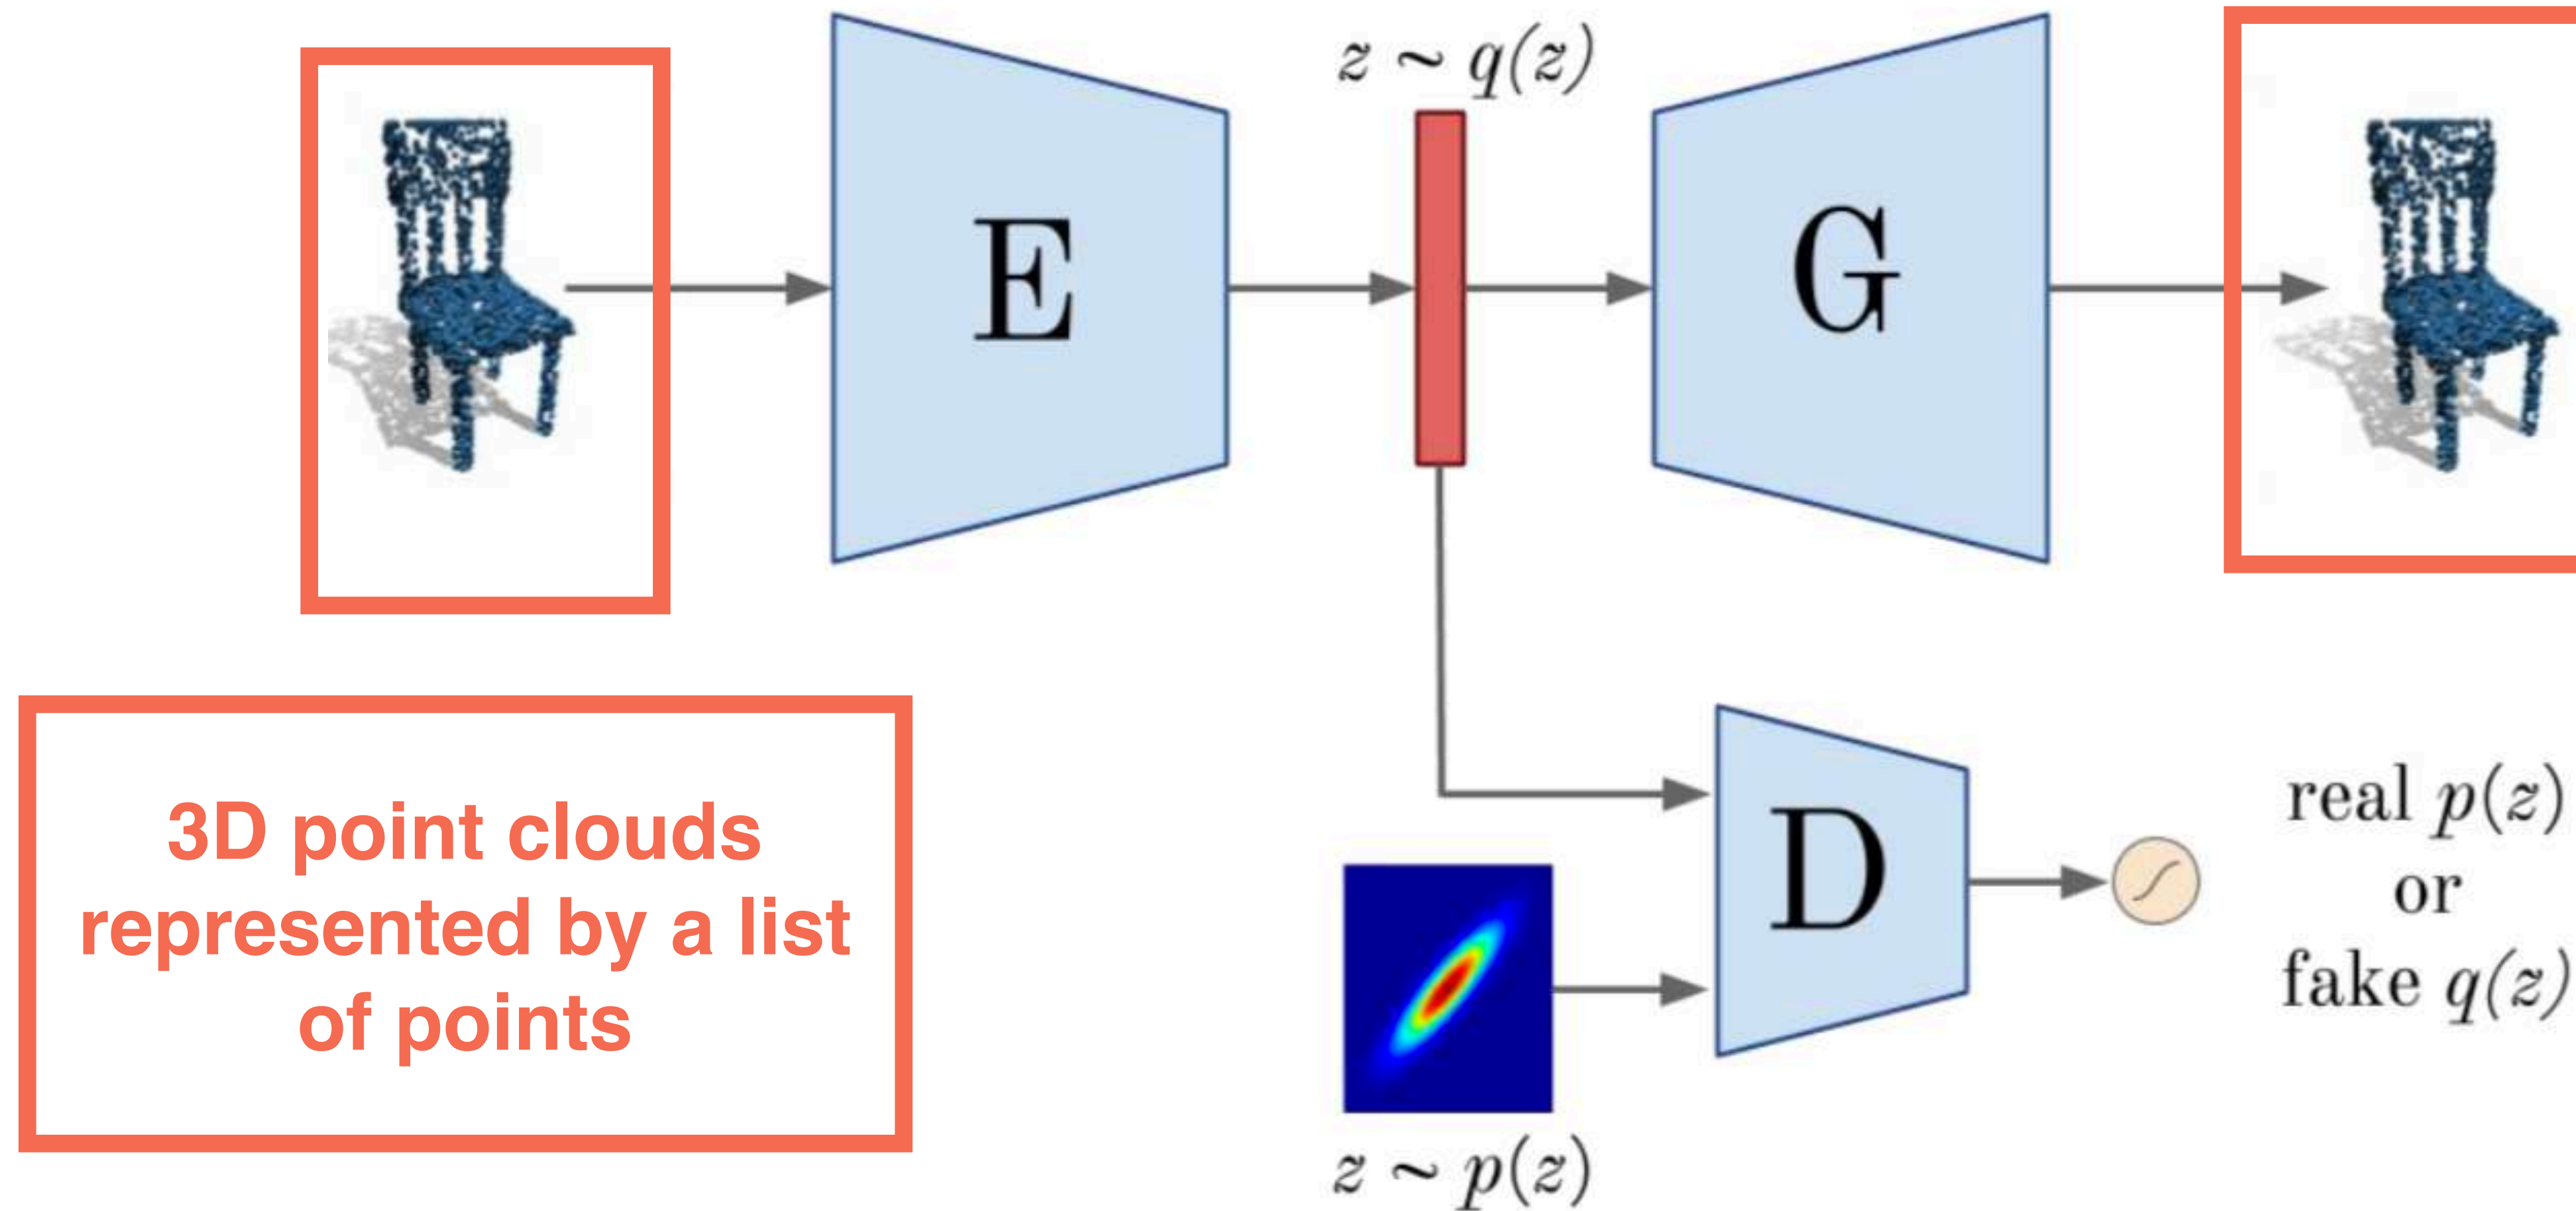 z ~ q(z)
E
G
3D point clouds
represented by a list
of points
D
real p(z)
or
fake q(z)
z ~ p(z)